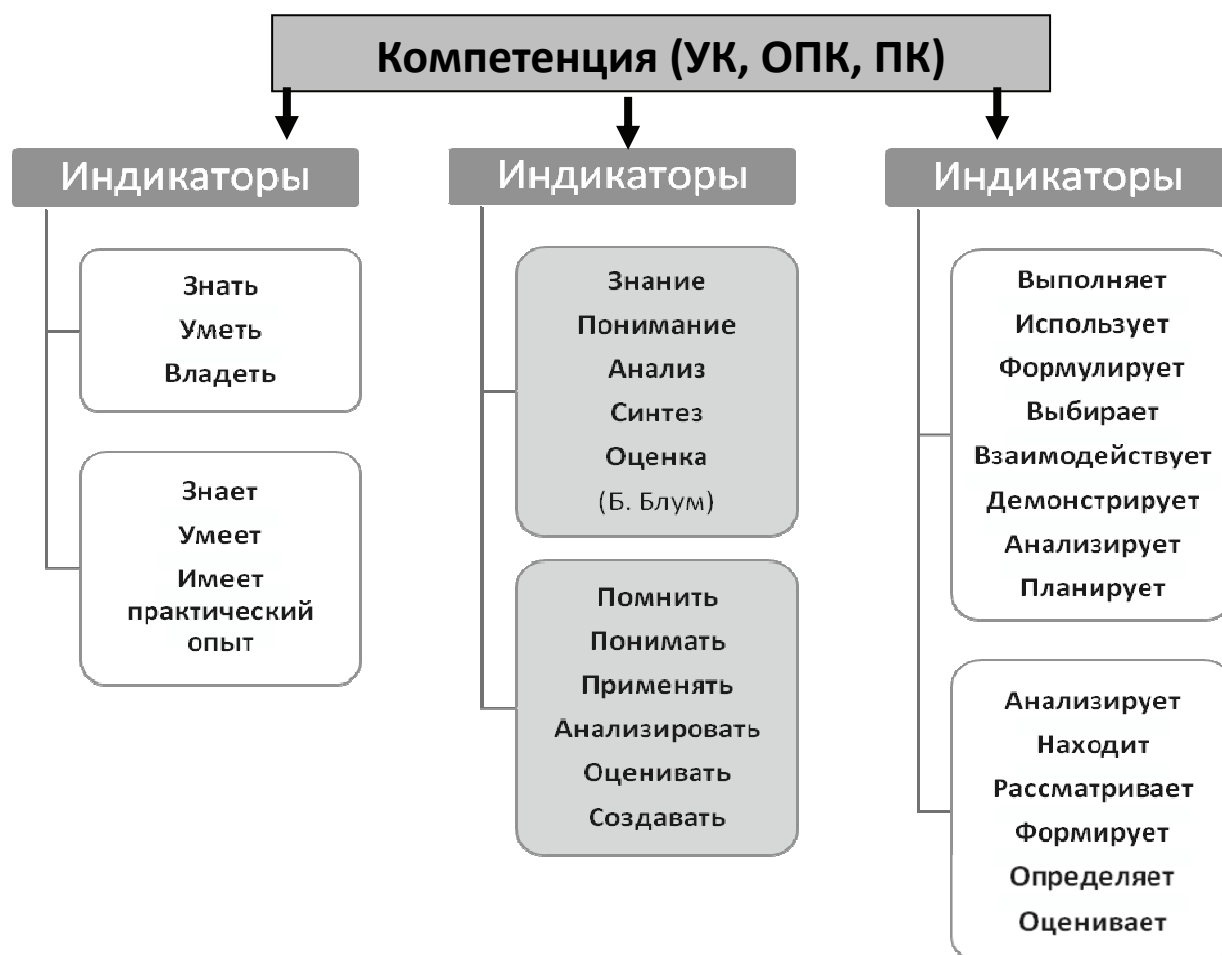 Компетенция (УК, ОПК, ПК)
Индикаторы
Знать
Уметь
Владеть
Знает
Умеет
Имеет
практический
опыт
Индикаторы
Знание
Понимание
Анализ
Синтез
Оценка
(Б. Блум)
Помнить
Понимать
Применять
Анализировать
Оценивать
Создавать
Индикаторы
Выполняет
Использует
Формулирует
Выбирает
Взаимодействует
Демонстрирует
Анализирует
Планирует
Анализирует
Находит
Рассматривает
Формирует
Определяет
Оценивает